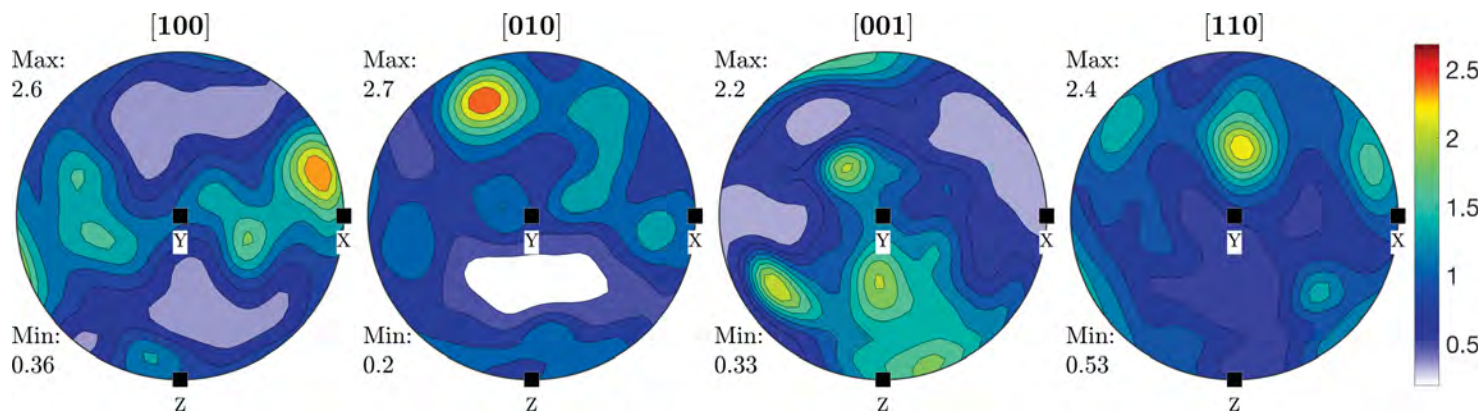 [100] [010] [001] [110]
Max: Max: Max: Max:
2.6 2.7 2.2 2.4
2.5
2
1.5
Y X Y X Y X Y X
1
Min: Min: Min: Min:
0.36 0.2 0.33 0.53
0.5
Z Z Z Z